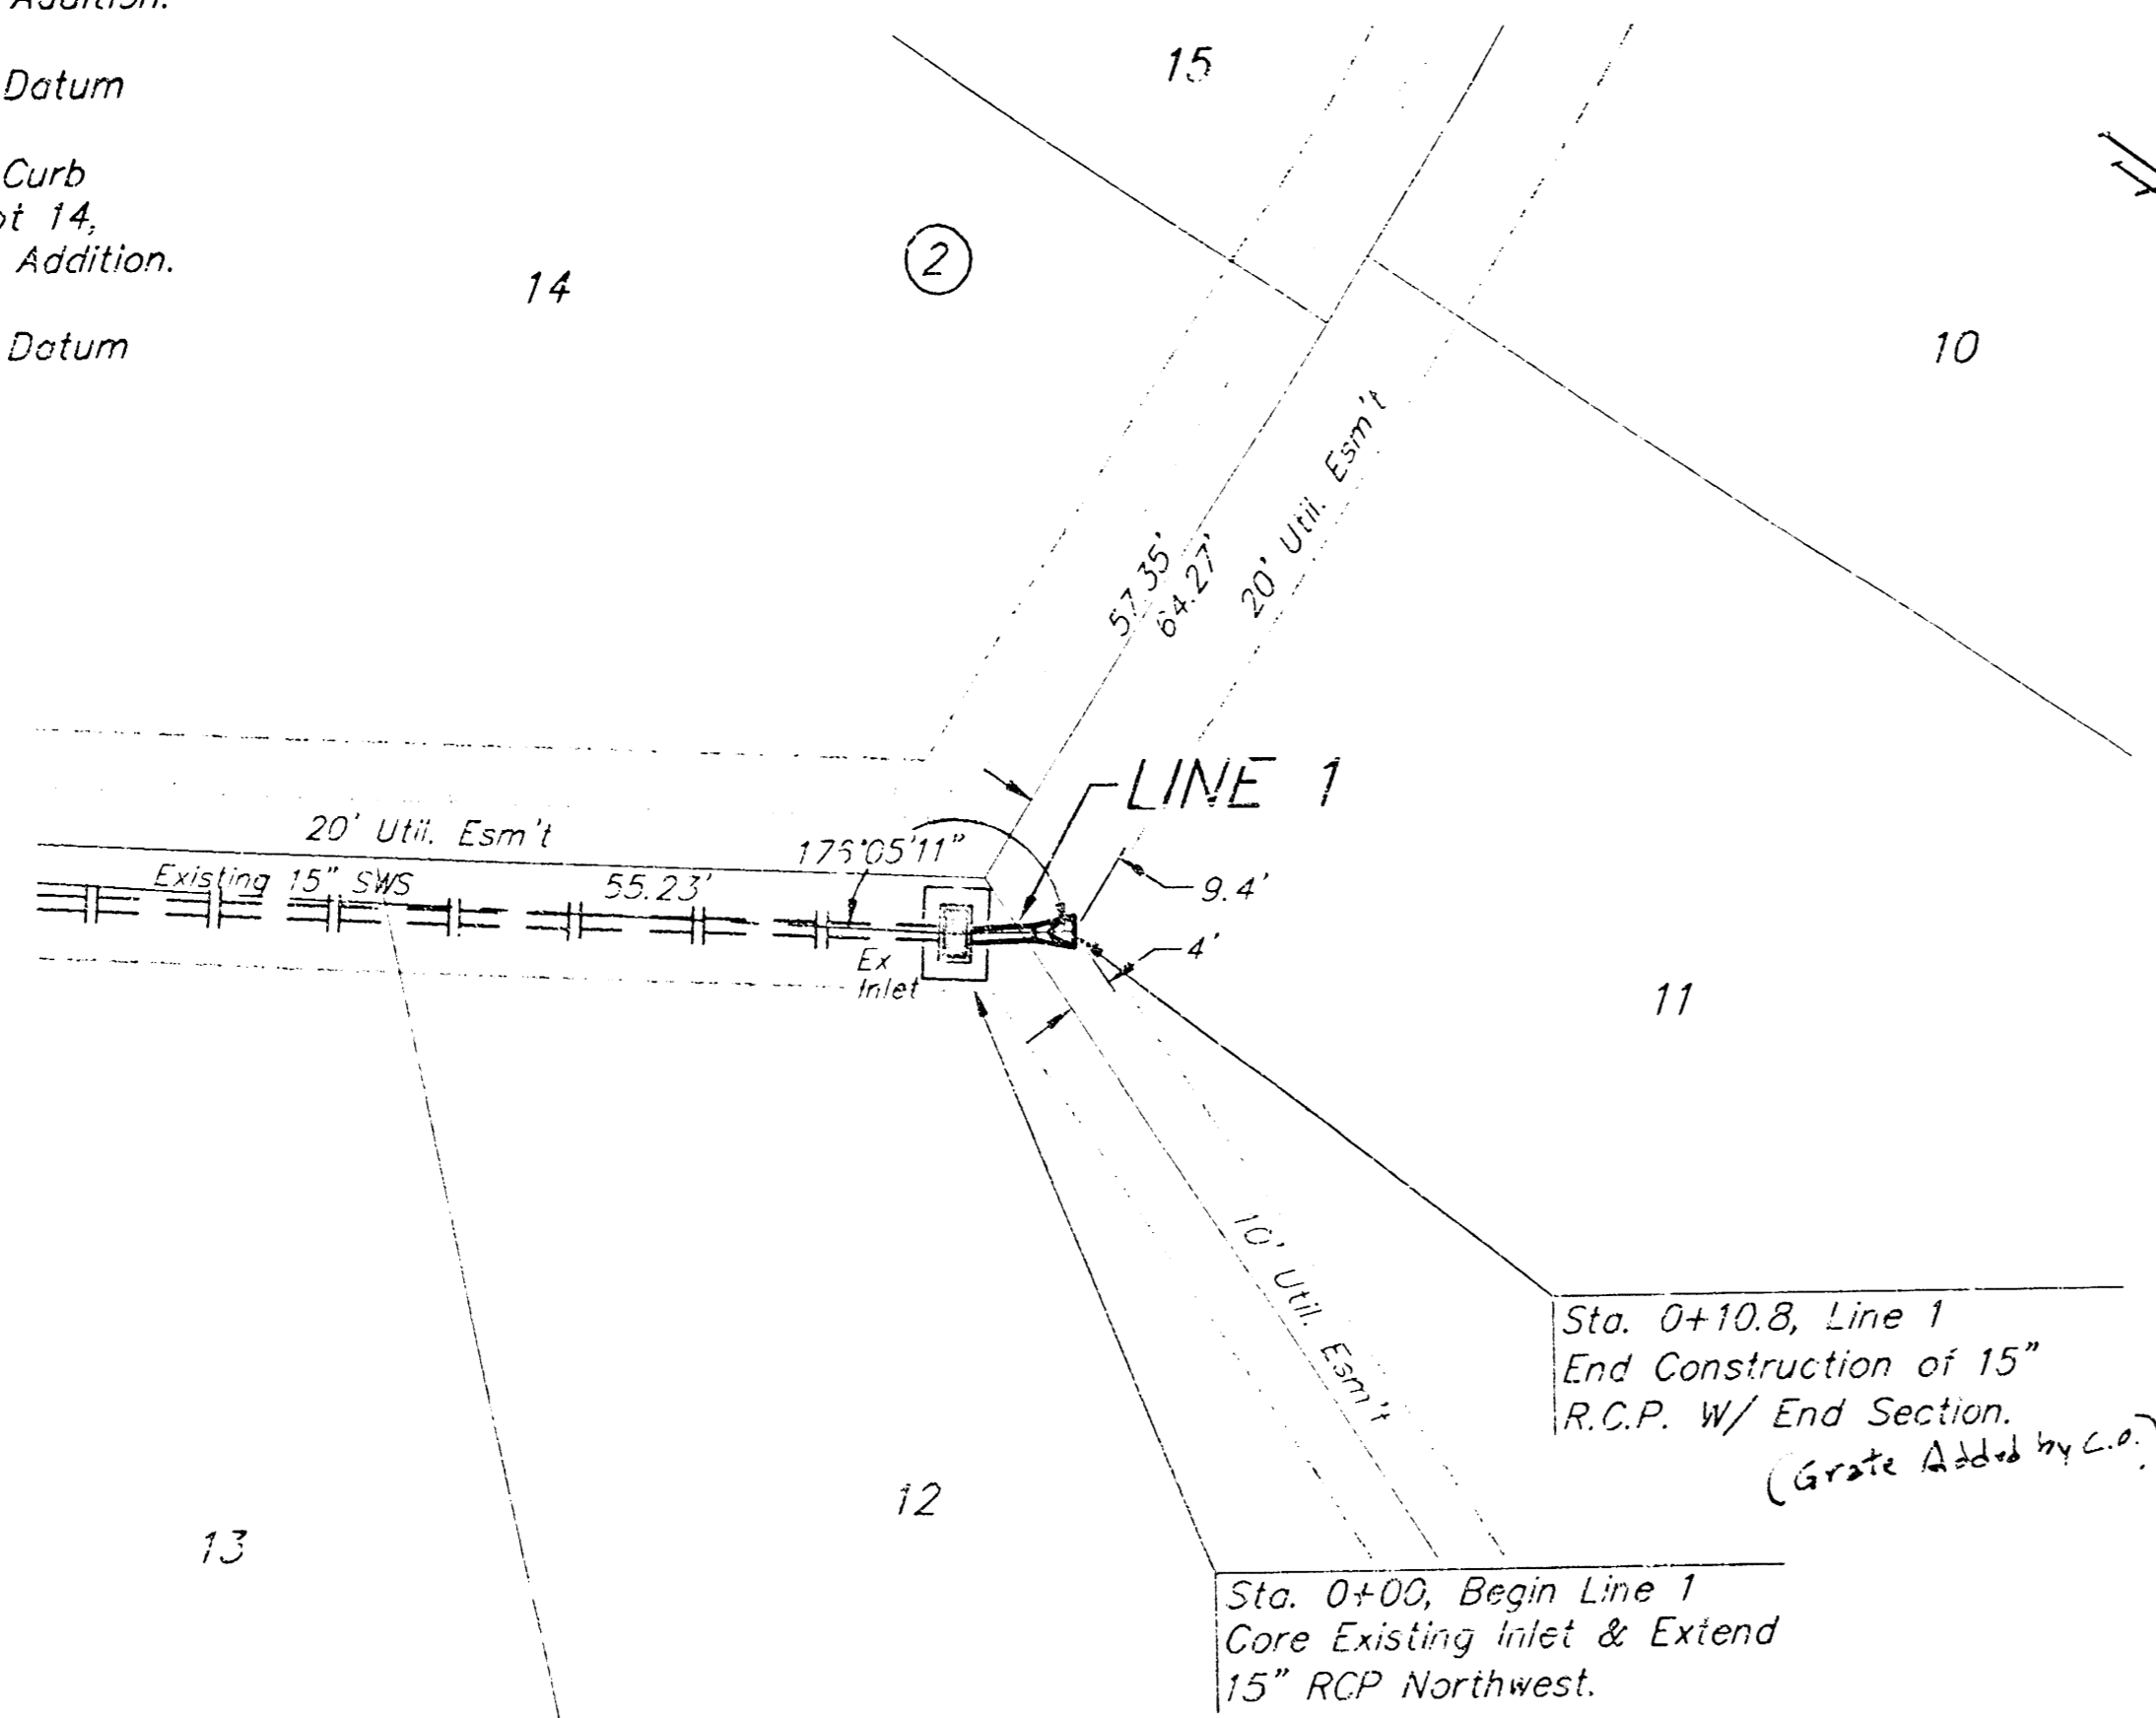 Addition.
Datum
Curb
ot 14,
Addition.
Datum
15
14
2
10
57.35'
64.27'
20' Util. Esm't
LINE 1
20' Util. Esm't
Existing 15" SWS
55.23'
9.4'
4'
Ex
Inlet
11
10' Util. Esm't
Sta. 0+10.8, Line 1
End Construction of 15"
R.C.P. W/ End Section.
(Grate Added by C.O.)
12
13
Sta. 0+00, Begin Line 1
Core Existing Inlet & Extend
15" RCP Northwest.